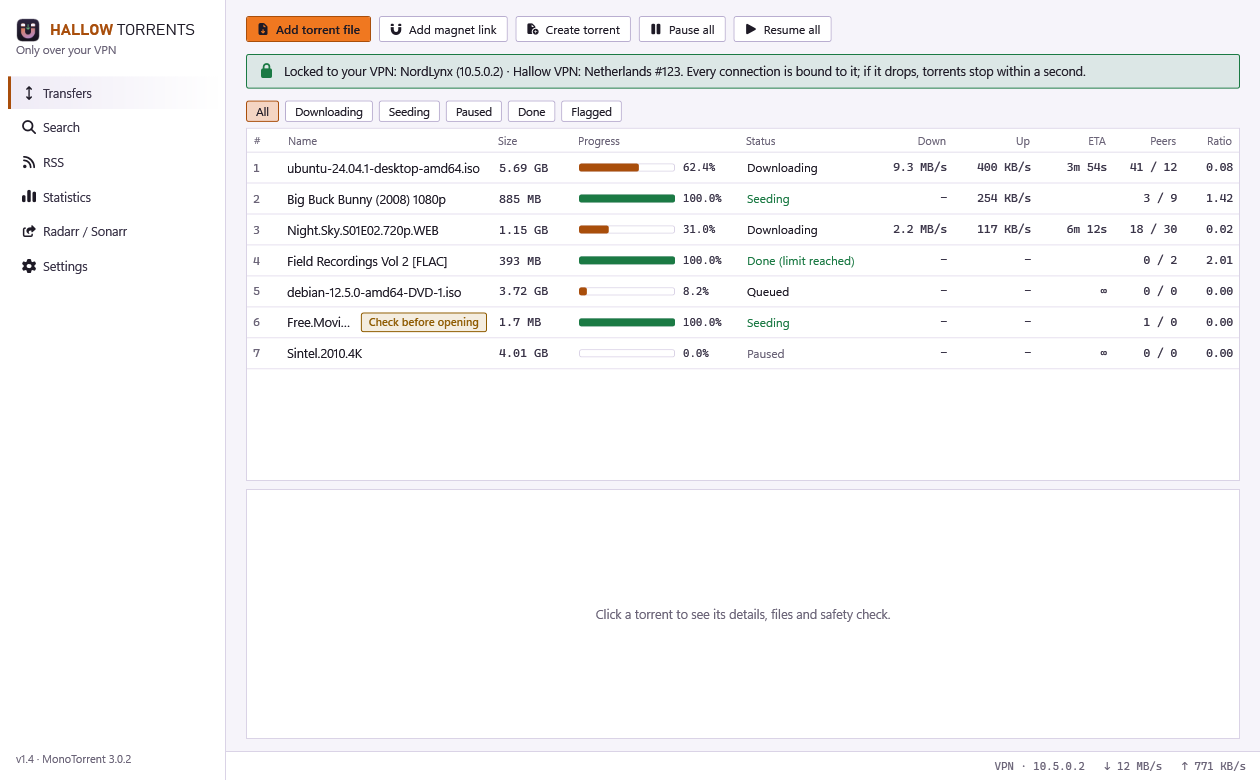 HALLOW TORRENTS
Only over your VPN
Transfers
Search
RSS
Statistics
Radarr / Sonarr
Settings
v1.4 · MonoTorrent 3.0.2
Add torrent file Add magnet link Create torrent Pause all Resume all
Locked to your VPN: NordLynx (10.5.0.2) · Hallow VPN: Netherlands #123. Every connection is bound to it; if it drops, torrents stop within a second.
All Downloading Seeding Paused Done Flagged
# Name Size Progress Status Down Up ETA Peers Ratio
1 ubuntu-24.04.1-desktop-amd64.iso 5.69 GB 62.4% Downloading 9.3 MB/s 400 KB/s 3m 54s 41 / 12 0.08
2 Big Buck Bunny (2008) 1080p 885 MB 100.0% Seeding – 254 KB/s 3 / 9 1.42
3 Night.Sky.S01E02.720p.WEB 1.15 GB 31.0% Downloading 2.2 MB/s 117 KB/s 6m 12s 18 / 30 0.02
4 Field Recordings Vol 2 [FLAC] 393 MB 100.0% Done (limit reached) – – 0 / 2 2.01
5 debian-12.5.0-amd64-DVD-1.iso 3.72 GB 8.2% Queued – – ∞ 0 / 0 0.00
6 Free.Movi... Check before opening 1.7 MB 100.0% Seeding – – 1 / 0 0.00
7 Sintel.2010.4K 4.01 GB 0.0% Paused – – ∞ 0 / 0 0.00
Click a torrent to see its details, files and safety check.
VPN · 10.5.0.2 ↓ 12 MB/s ↑ 771 KB/s